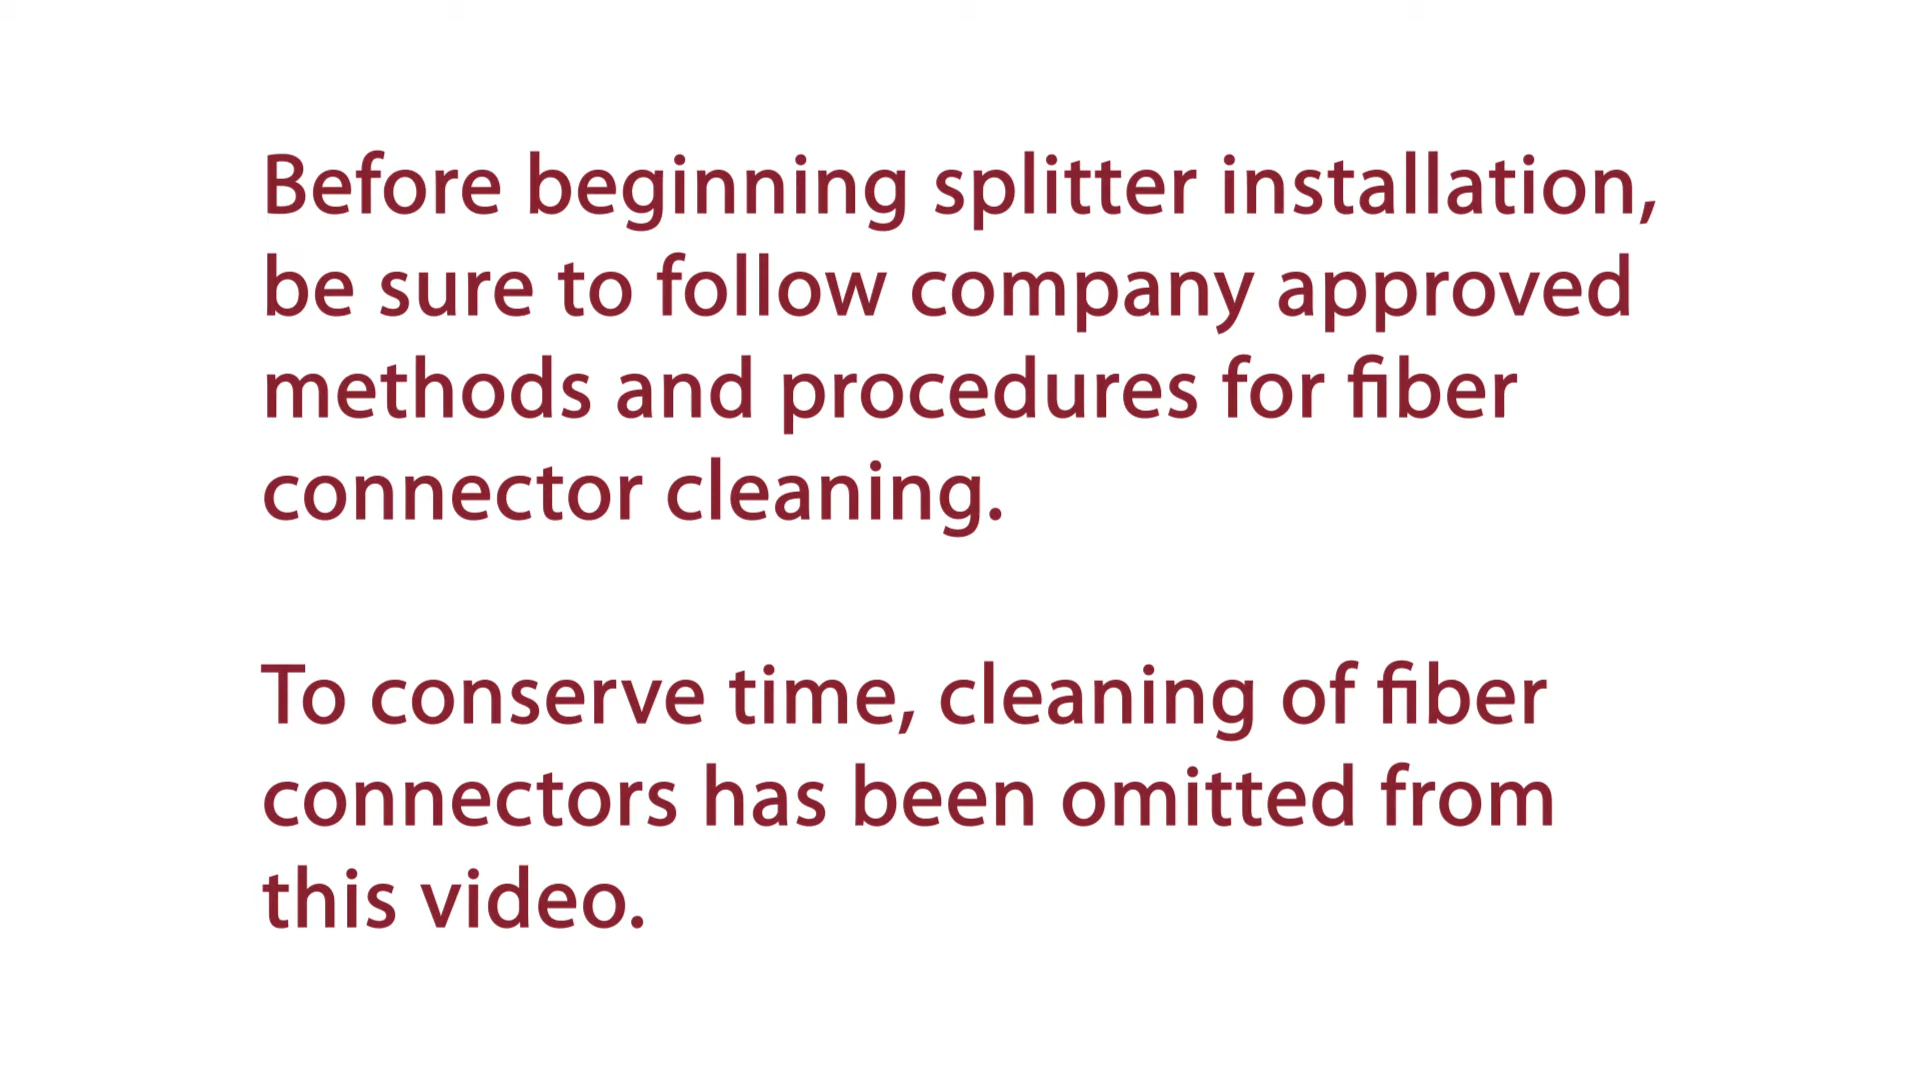 Before beginning splitter installation,
be sure to follow company approved
methods and procedures for fiber
connector cleaning.
To conserve time, cleaning of fiber
connectors has been omitted from
this video.